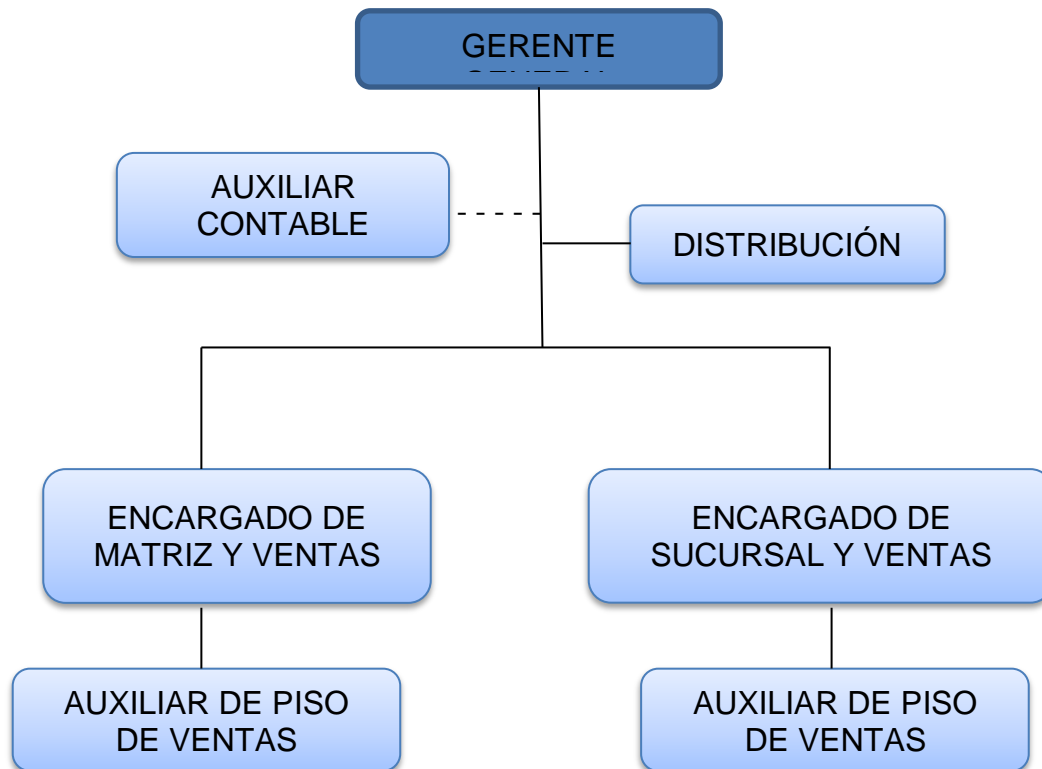 GERENTE
GENERAL
AUXILIAR
CONTABLE
DISTRIBUCIÓN
ENCARGADO DE
MATRIZ Y VENTAS
ENCARGADO DE
SUCURSAL Y VENTAS
AUXILIAR DE PISO
DE VENTAS
AUXILIAR DE PISO
DE VENTAS